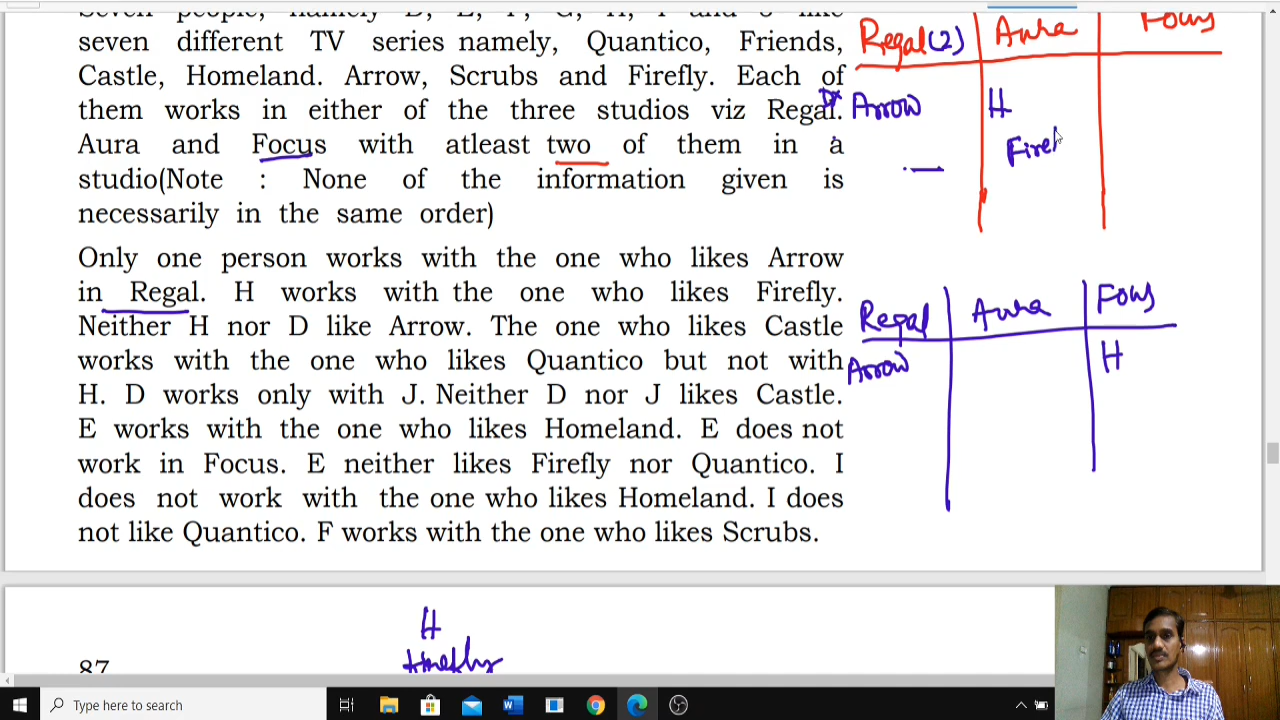 seven different TV series namely, Quantico, Friends,
Castle, Homeland. Arrow, Scrubs and Firefly. Each of
them works in either of the three studios viz Regal.
Aura and Focus with atleast two of them in a
studio(Note : None of the information given is
necessarily in the same order)
Only one person works with the one who likes Arrow
in Regal. H works with the one who likes Firefly.
Neither H nor D like Arrow. The one who likes Castle
works with the one who likes Quantico but not with
H. D works only with J. Neither D nor J likes Castle.
E works with the one who likes Homeland. E does not
work in Focus. E neither likes Firefly nor Quantico. I
does not work with the one who likes Homeland. I does
not like Quantico. F works with the one who likes Scrubs.
Regal(2) Aura Focus
Arrow H
Firef
Regal Aura Focus
Arrow H
H
87
Type here to search